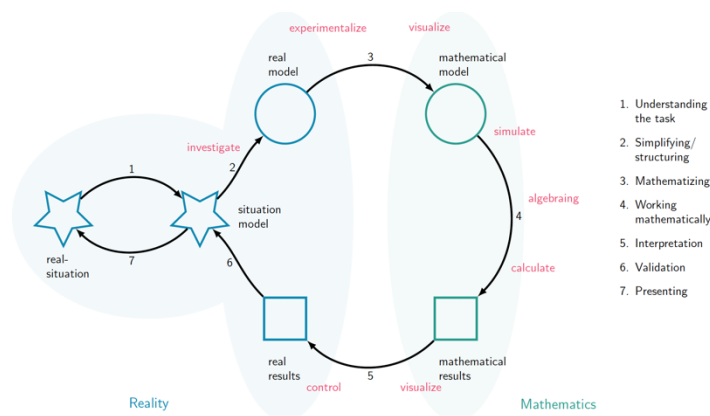 experimentalize
visualize
real
model
3
mathematical
model
investigate
2
simulate
1
situation
model
algebraing
4
real-
situation
7
6
calculate
real
results
control
5
visualize
mathematical
results
Reality
Mathematics
1. Understanding
the task
2. Simplifying/
structuring
3. Mathematizing
4. Working
mathematically
5. Interpretation
6. Validation
7. Presenting